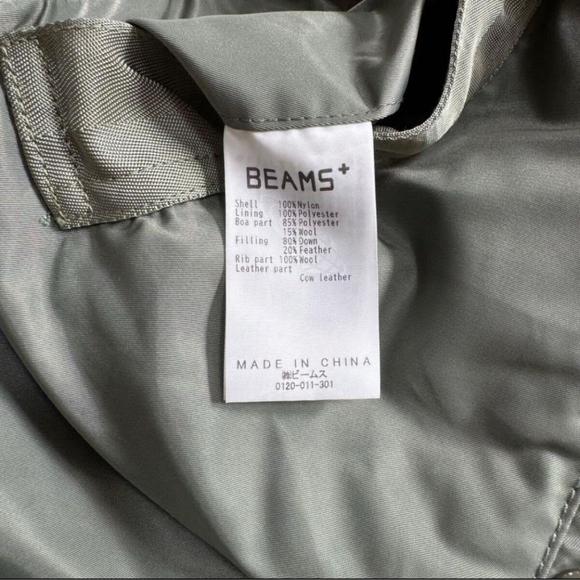 BEAMS+
Shell 100%Nylon
Lining 100%Polyester
Boa part 85%Polyester
15%Wool
Filling 80%Down
20%Feather
Rib part 100%Wool
Leather part
Cow leather
MADE IN CHINA
㈱ビームス
0120-011-301